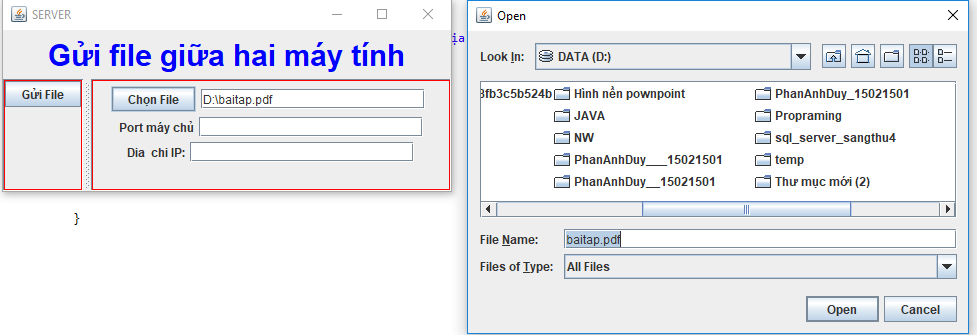 SERVER
Gửi file giữa hai máy tính
ịa
Gửi File
Chọn File D:\baitap.pdf
Port máy chủ
Dia chi IP:
}
Open
Look In: DATA (D:)
3fb3c5b524b Hình nền pownpoint PhanAnhDuy_15021501
JAVA Programing
NW sql_server_sangthu4
PhanAnhDuy___15021501 temp
PhanAnhDuy__15021501 Thư mục mới (2)
File Name: baitap.pdf
Files of Type: All Files
Open Cancel